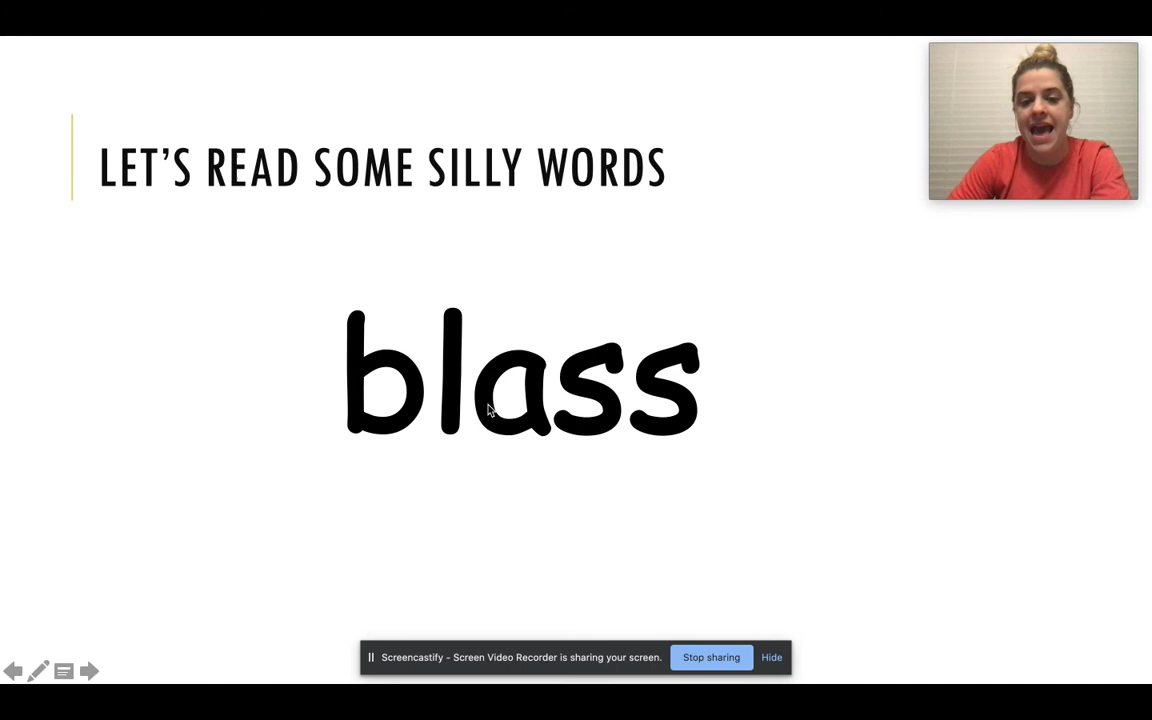 LET'S READ SOME SILLY WORDS
blass
Screencastify - Screen Video Recorder is sharing your screen. Stop sharing Hide